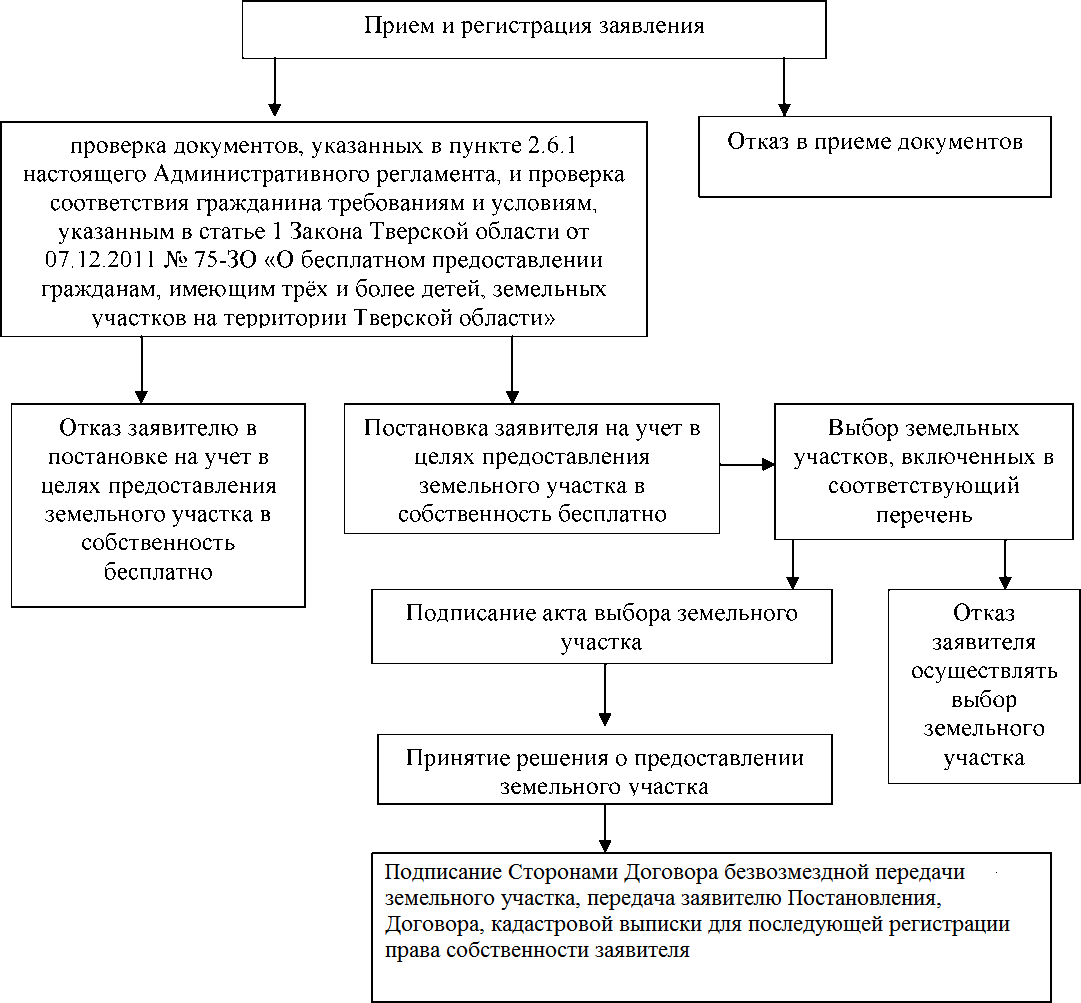 Прием и регистрация заявления
проверка документов, указанных в пункте 2.6.1
настоящего Административного регламента, и проверка
соответствия гражданина требованиям и условиям,
указанным в статье 1 Закона Тверской области от
07.12.2011 № 75-ЗО «О бесплатном предоставлении
гражданам, имеющим трёх и более детей, земельных
участков на территории Тверской области»
Отказ в приеме документов
Отказ заявителю в
постановке на учет в
целях предоставления
земельного участка в
собственность
бесплатно
Постановка заявителя на учет в
целях предоставления
земельного участка в
собственность бесплатно
Выбор земельных
участков, включенных в
соответствующий
перечень
Подписание акта выбора земельного
участка
Отказ
заявителя
осуществлять
выбор
земельного
участка
Принятие решения о предоставлении
земельного участка
Подписание Сторонами Договора безвозмездной передачи
земельного участка, передача заявителю Постановления,
Договора, кадастровой выписки для последующей регистрации
права собственности заявителя